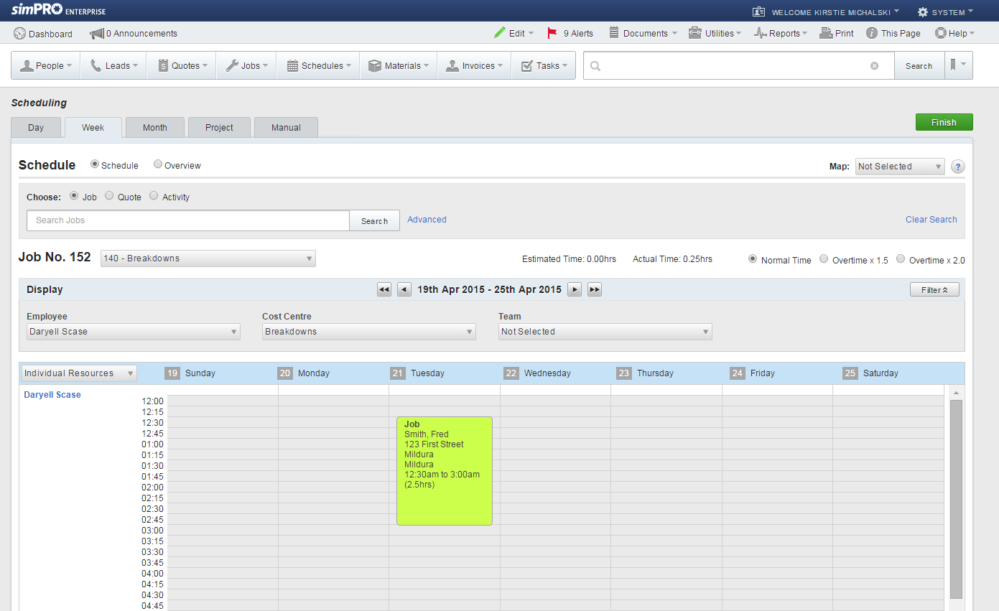 simPRO ENTERPRISE WELCOME KIRSTIE MICHALSKI SYSTEM
Dashboard 0 Announcements Edit 9 Alerts Documents Utilities Reports Print This Page Help
People Leads Quotes Jobs Schedules Materials Invoices Tasks Search
Scheduling
Day Week Month Project Manual Finish
Schedule Schedule Overview Map: Not Selected ?
Choose: Job Quote Activity
Search Jobs Search Advanced Clear Search
Job No. 152 140 - Breakdowns Estimated Time: 0.00hrs Actual Time: 0.25hrs Normal Time Overtime x 1.5 Overtime x 2.0
Display 19th Apr 2015 - 25th Apr 2015 Filter
Employee Cost Centre Team
Daryell Scase Breakdowns Not Selected
Individual Resources 19 Sunday 20 Monday 21 Tuesday 22 Wednesday 23 Thursday 24 Friday 25 Saturday
Daryell Scase
12:00
12:15
12:30
12:45
01:00
01:15
01:30
01:45
02:00
02:15
02:30
02:45
03:00
03:15
03:30
03:45
04:00
04:15
04:30
04:45
Job
Smith, Fred
123 First Street
Mildura
Mildura
12:30am to 3:00am
(2.5hrs)